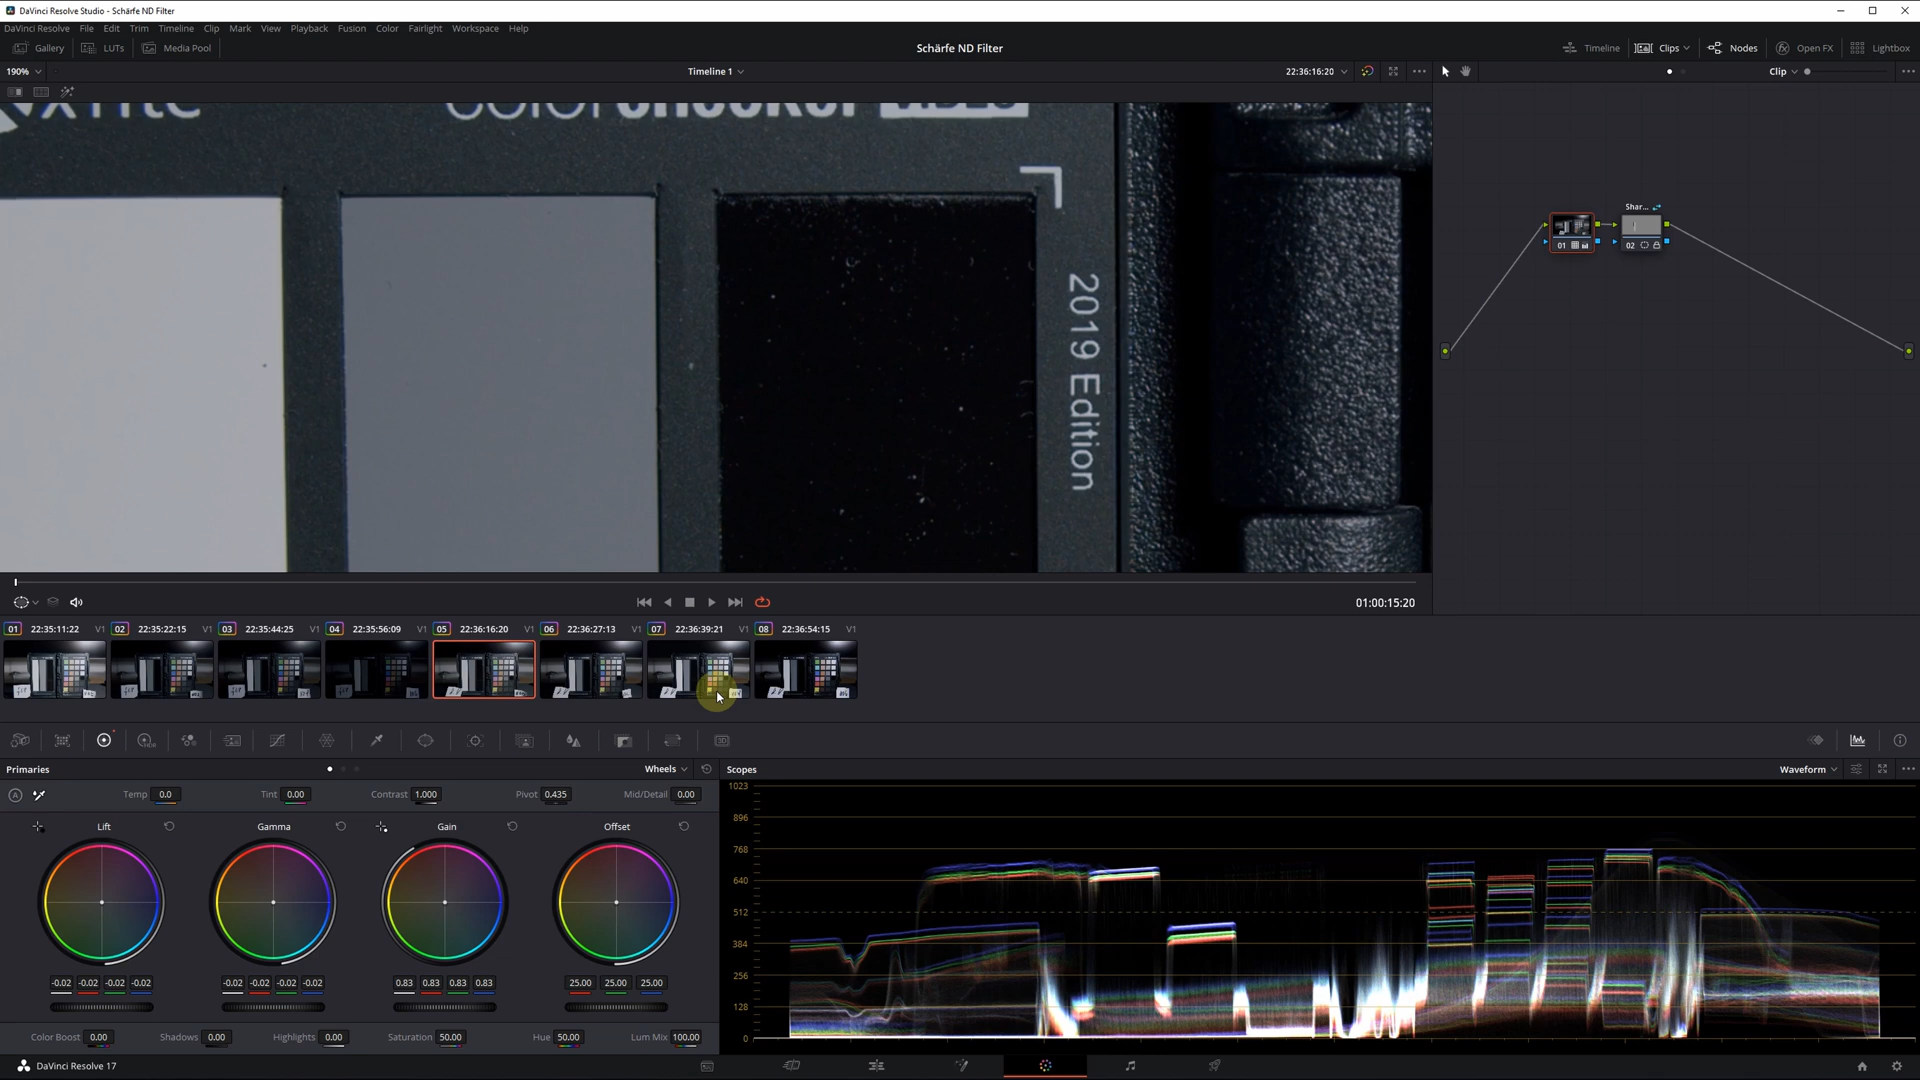 DaVinci Resolve Studio - Schärfe ND Filter
DaVinci Resolve File Edit Trim Timeline Clip Mark View Playback Fusion Color Fairlight Workspace Help
Gallery LUTs Media Pool Schärfe ND Filter Timeline Clips Nodes Open FX Lightbox
190% Timeline 1 22:36:16:20 Clip
2019 Edition
Shar...
01 02
01:00:15:20
01 22:35:11:22 V1 02 22:35:22:15 V1 03 22:35:44:25 V1 04 22:35:56:09 V1 05 22:36:16:20 V1 06 22:36:27:13 V1 07 22:36:39:21 V1 08 22:36:54:15 V1
HDR 3D
Primaries Wheels Scopes Waveform
A Temp 0.0 Tint 0.00 Contrast 1.000 Pivot 0.435 Mid/Detail 0.00
Lift Gamma Gain Offset
-0.02 -0.02 -0.02 -0.02 -0.02 -0.02 -0.02 -0.02 0.83 0.83 0.83 0.83 25.00 25.00 25.00
Color Boost 0.00 Shadows 0.00 Highlights 0.00 Saturation 50.00 Hue 50.00 Lum Mix 100.00
1023
896
768
640
512
384
256
128
0
DaVinci Resolve 17